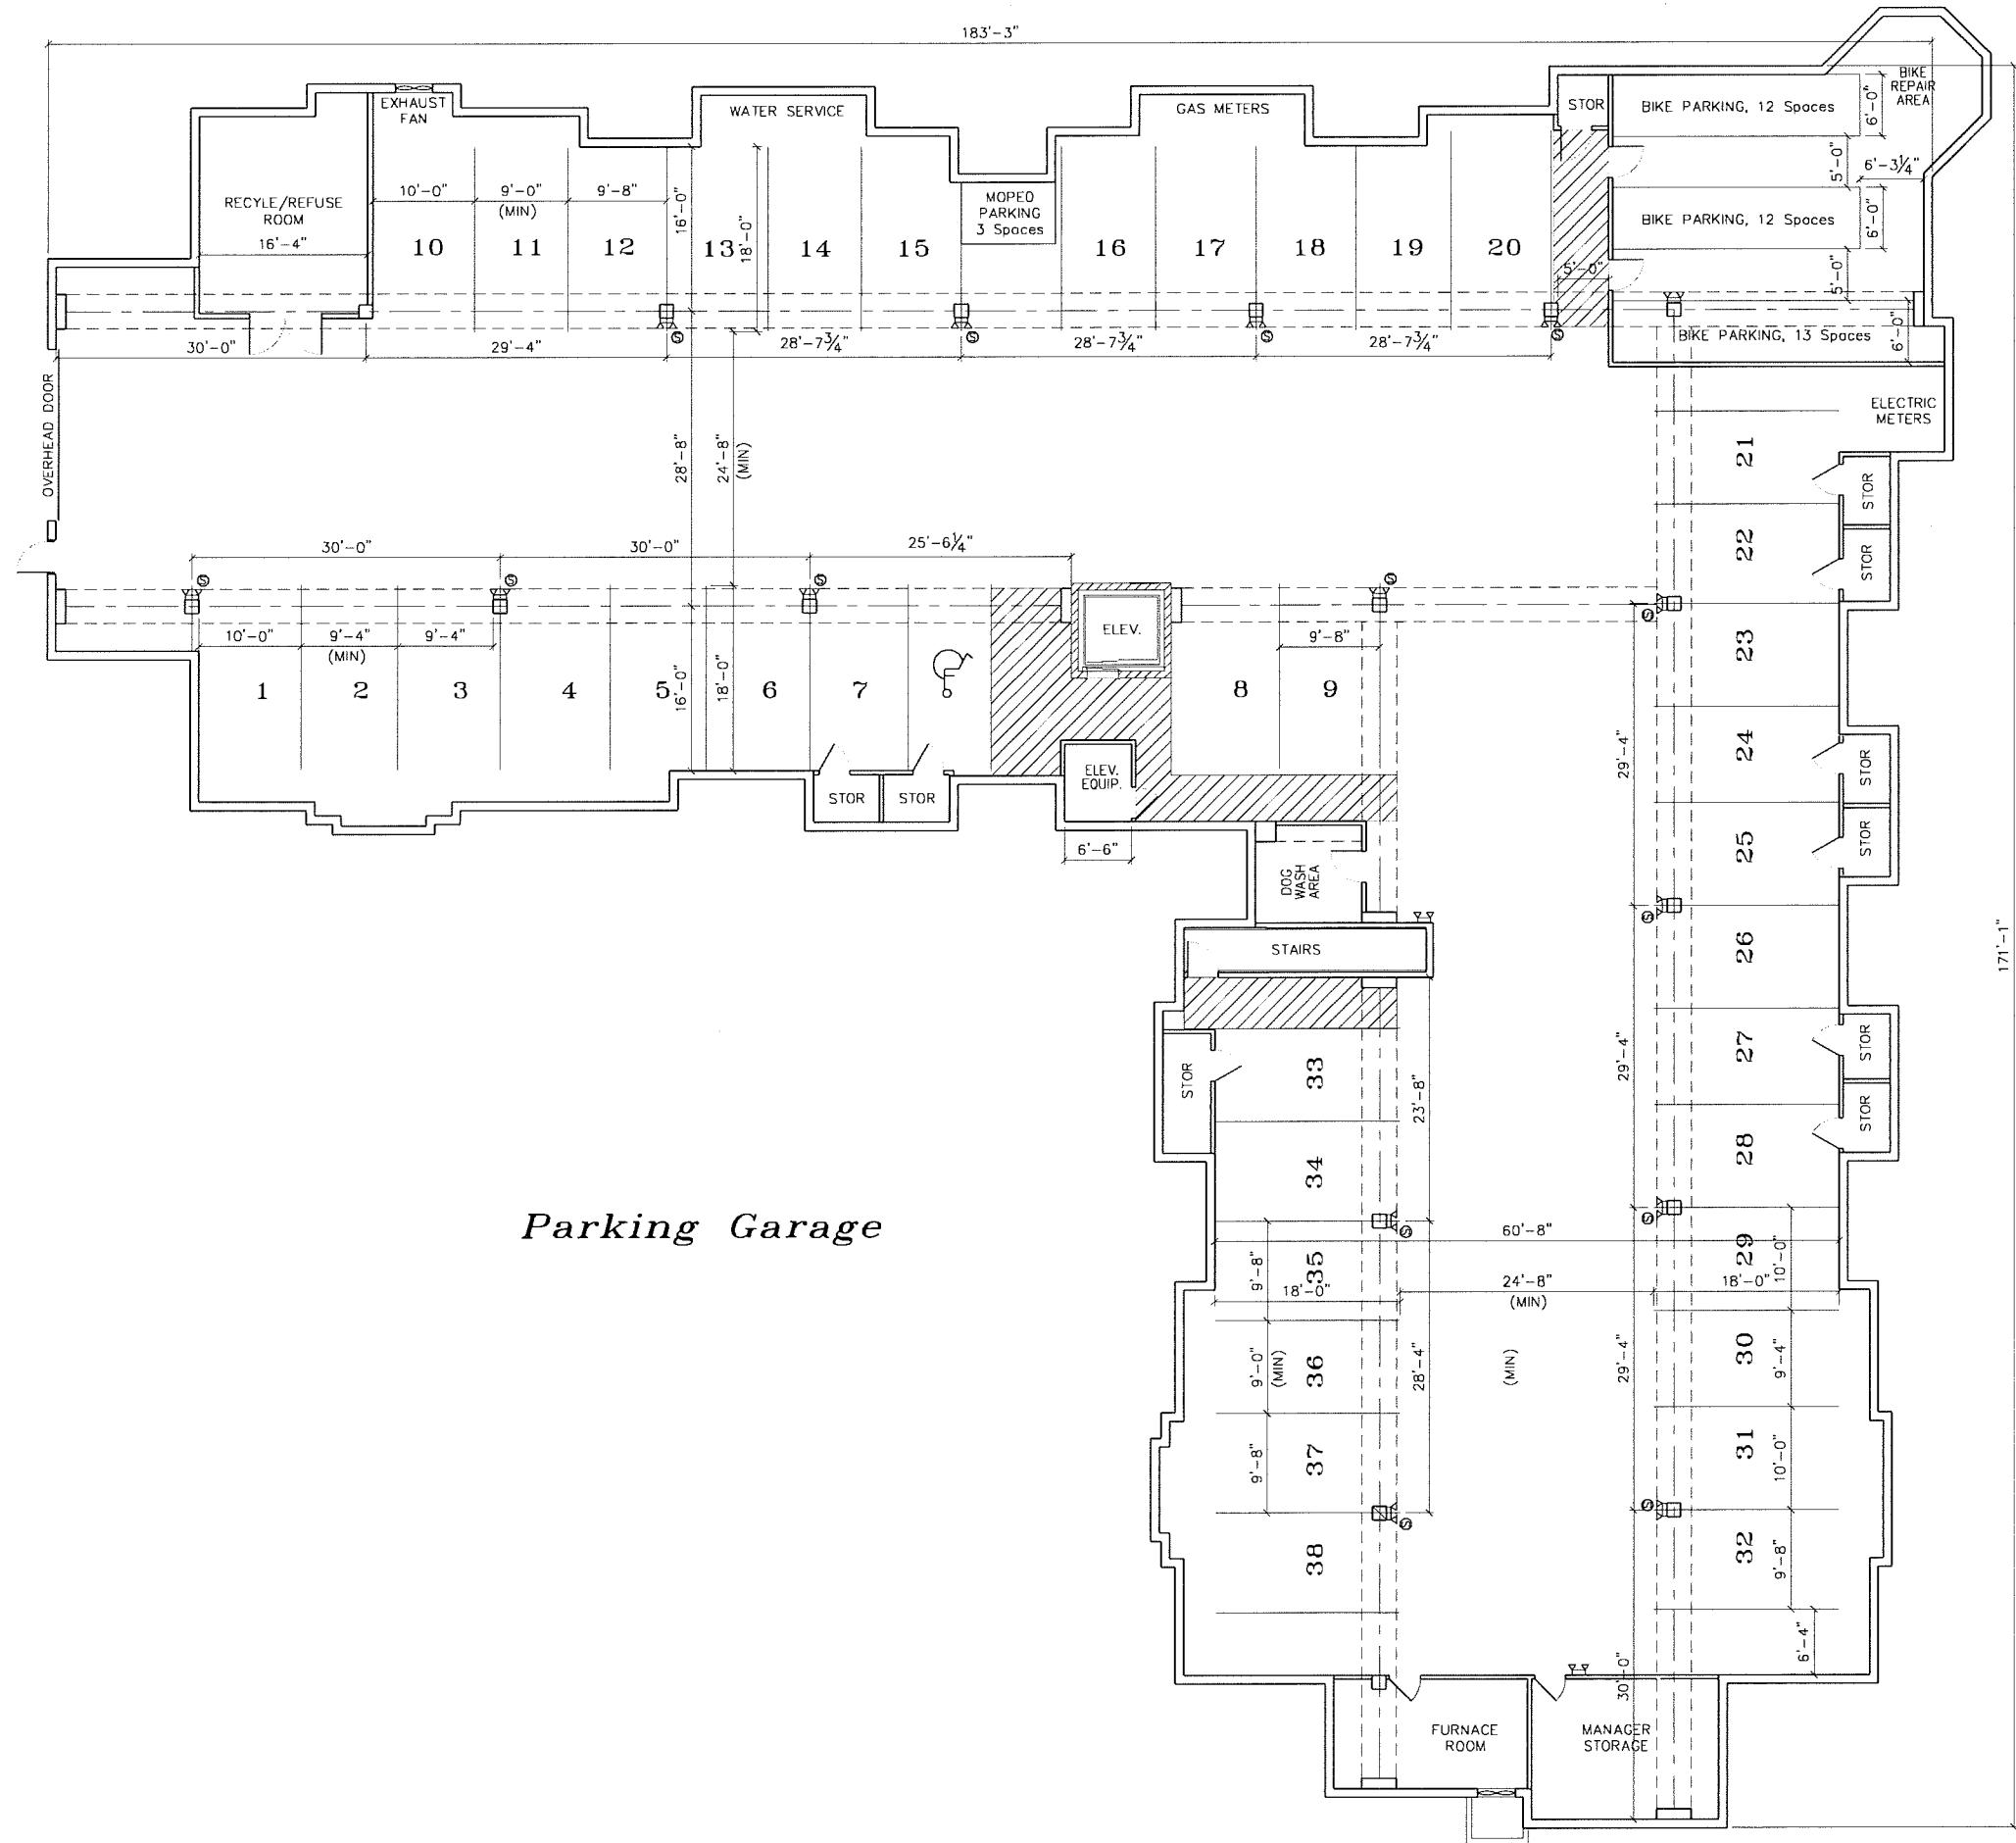 183'-3"
EXHAUST
FAN
WATER SERVICE
GAS METERS
STOR
BIKE PARKING, 12 Spaces
6'-0"
BIKE
REPAIR
AREA
5'-0"
6'-3¼"
RECYLE/REFUSE
ROOM
16'-4"
10'-0"
9'-0"
(MIN)
9'-8"
16'-0"
18'-0"
MOPED
PARKING
3 Spaces
BIKE PARKING, 12 Spaces
6'-0"
10
11
12
13
14
15
16
17
18
19
20
5'-0"
5'-0"
30'-0"
29'-4"
28'-7¾"
28'-7¾"
28'-7¾"
S
S
S
S
BIKE PARKING, 13 Spaces
6'-0"
OVERHEAD DOOR
28'-8"
24'-8"
(MIN)
ELECTRIC
METERS
21
STOR
22
STOR
30'-0"
30'-0"
25'-6¼"
S
S
S
S
S
10'-0"
9'-4"
(MIN)
9'-4"
ELEV.
9'-8"
23
1
2
3
4
5
16'-0"
18'-0"
6
7
8
9
29'-4"
24
STOR
STOR
STOR
ELEV.
EQUIP.
6'-6"
25
STOR
DOG
WASH
AREA
S
STAIRS
26
171'-1"
STOR
33
23'-8"
29'-4"
27
STOR
28
STOR
34
Parking Garage
S
S
60'-8"
9'-8"
35
18'-0"
24'-8"
(MIN)
29
10'-0"
18'-0"
9'-0"
(MIN)
36
28'-4"
(MIN)
29'-4"
30
9'-4"
9'-8"
37
31
10'-0"
S
S
38
32
9'-8"
6'-4"
30'-0"
FURNACE
ROOM
MANAGER
STORAGE